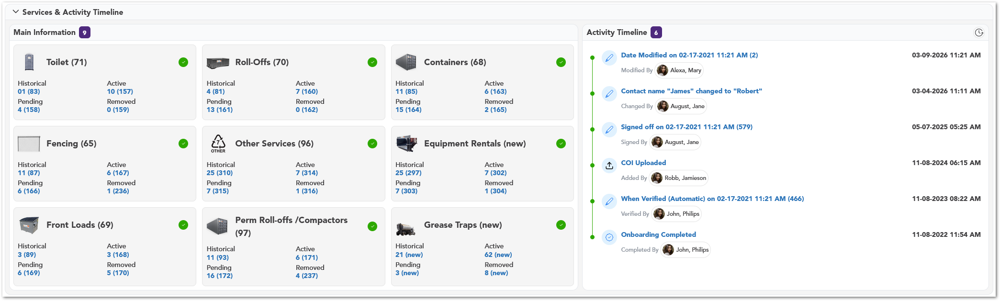 Services & Activity Timeline
Main Information 9
Toilet (71)
Historical Active
01 (83) 10 (157)
Pending Removed
4 (158) 0 (159)
Roll-Offs (70)
Historical Active
4 (81) 7 (160)
Pending Removed
13 (161) 0 (162)
Containers (68)
Historical Active
11 (85) 6 (163)
Pending Removed
15 (164) 2 (165)
Fencing (65)
Historical Active
11 (87) 6 (167)
Pending Removed
6 (166) 1 (236)
7
OTHER
Other Services (96)
Historical Active
25 (310) 7 (314)
Pending Removed
7 (315) 1 (316)
Equipment Rentals (new)
Historical Active
25 (297) 7 (302)
Pending Removed
7 (303) 1 (304)
Front Loads (69)
Historical Active
3 (89) 3 (168)
Pending Removed
6 (169) 5 (170)
Perm Roll-offs /Compactors
(97)
Historical Active
11 (93) 6 (171)
Pending Removed
16 (172) 4 (237)
Grease Traps (new)
Historical Active
21 (new) 62 (new)
Pending Removed
3 (new) 8 (new)
Activity Timeline 6
Date Modified on 02-17-2021 11:21 AM (2) 03-09-2026 11:21 AM
Modified By Alexa, Mary
Contact name "James" changed to "Robert" 03-04-2026 11:11 AM
Changed By August, Jane
Signed off on 02-17-2021 11:21 AM (579) 05-07-2025 05:25 AM
Signed By August, Jane
COI Uploaded 11-08-2024 06:15 AM
Added By Robb, Jamieson
When Verified (Automatic) on 02-17-2021 11:21 AM (466) 11-08-2023 08:22 AM
Verified By John, Philips
Onboarding Completed 11-08-2022 11:54 AM
Completed By John, Philips